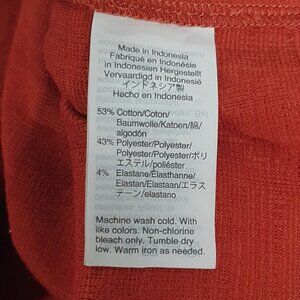 Made in Indonesia
Fabriqué en Indonésie
in Indonesien Hergestellt
Vervaardigd in Indonesië
インドネシア製
Hecho en Indonesia
53% Cotton/Coton/
Baumwolle/Katoen/綿/
algodón
43% Polyester/Polyester/
Polyester/Polyester/ポリ
エステル/poliéster
4% Elastane/Élasthanne/
Elastan/Elastaan/エラス
テーン/elastano
Machine wash cold. With
like colors. Non-chlorine
bleach only. Tumble dry
low. Warm iron as needed.